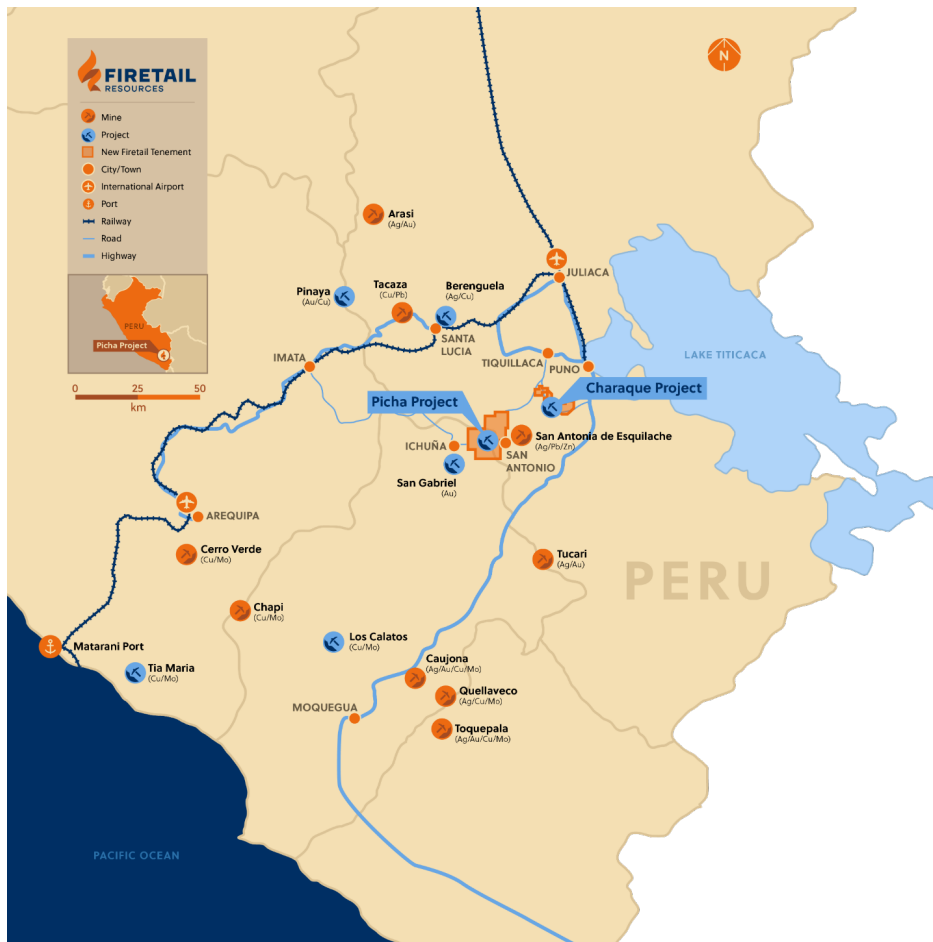 FIRETAIL
RESOURCES
Mine
Project
New Firetail Tenement
City/Town
International Airport
Port
Railway
Road
Highway
PERU
Picha Project
0 25 50
km
N
Arasi
(Ag/Au)
Pinaya
(Au/Cu)
Tacaza
(Cu/Pb)
Berenguela
(Ag/Cu)
JULIACA
SANTA
LUCIA
IMATA
TIQUILLACA
PUNO
LAKE TITICACA
Picha Project
Charaque Project
ICHUÑA
San Antonia de Esquilache
(Ag/Pb/Zn)
SAN
ANTONIO
San Gabriel
(Au)
AREQUIPA
Cerro Verde
(Cu/Mo)
Tucari
(Ag/Au)
PERU
Chapi
(Cu/Mo)
Los Calatos
(Cu/Mo)
Matarani Port
Tia Maria
(Cu/Mo)
Caujona
(Ag/Au/Cu/Mo)
Quellaveco
(Ag/Cu/Mo)
MOQUEGUA
Toquepala
(Ag/Au/Cu/Mo)
PACIFIC OCEAN